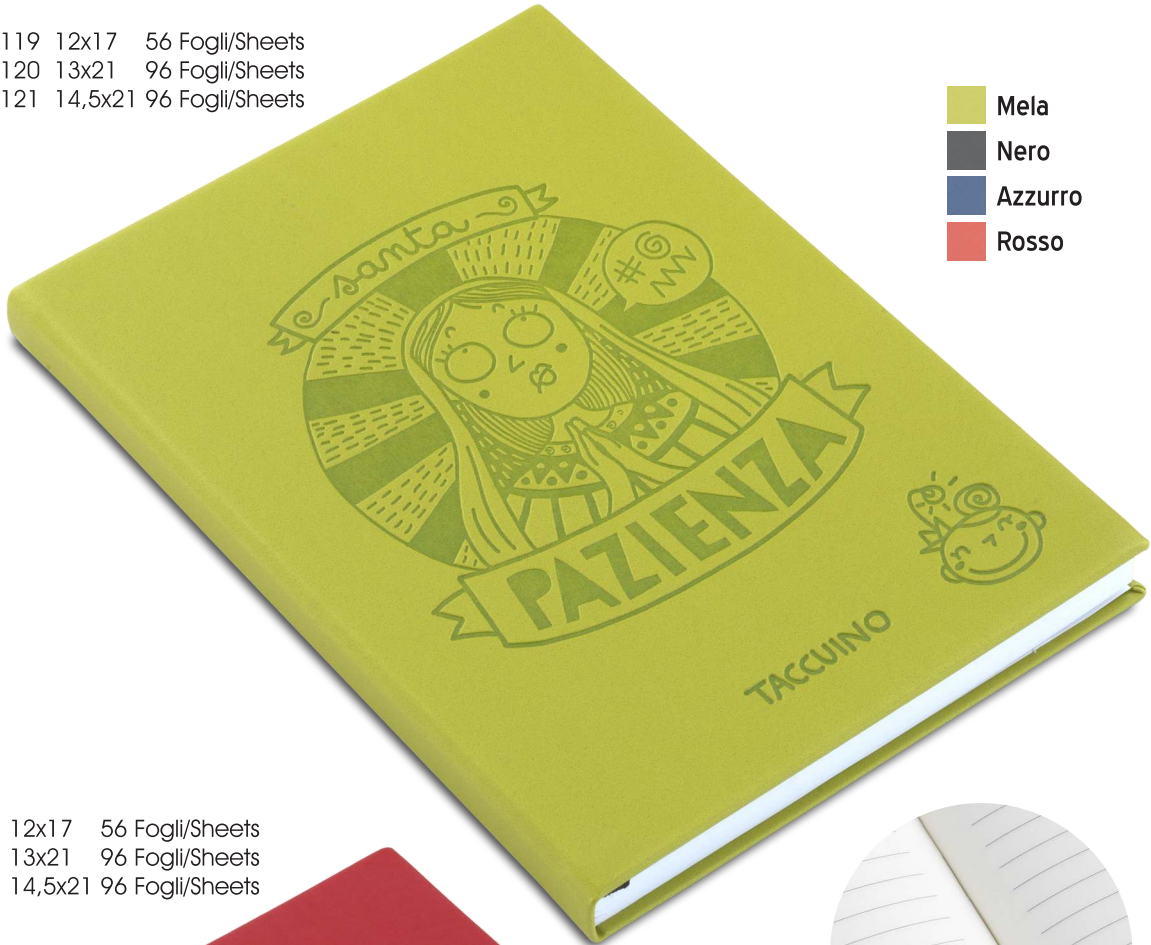 119 12x17 56 Fogli/Sheets
120 13x21 96 Fogli/Sheets
121 14,5x21 96 Fogli/Sheets
Mela
Nero
Azzurro
Rosso
santa
#@
PAZIENZA
TACCUINO
12x17 56 Fogli/Sheets
13x21 96 Fogli/Sheets
14,5x21 96 Fogli/Sheets